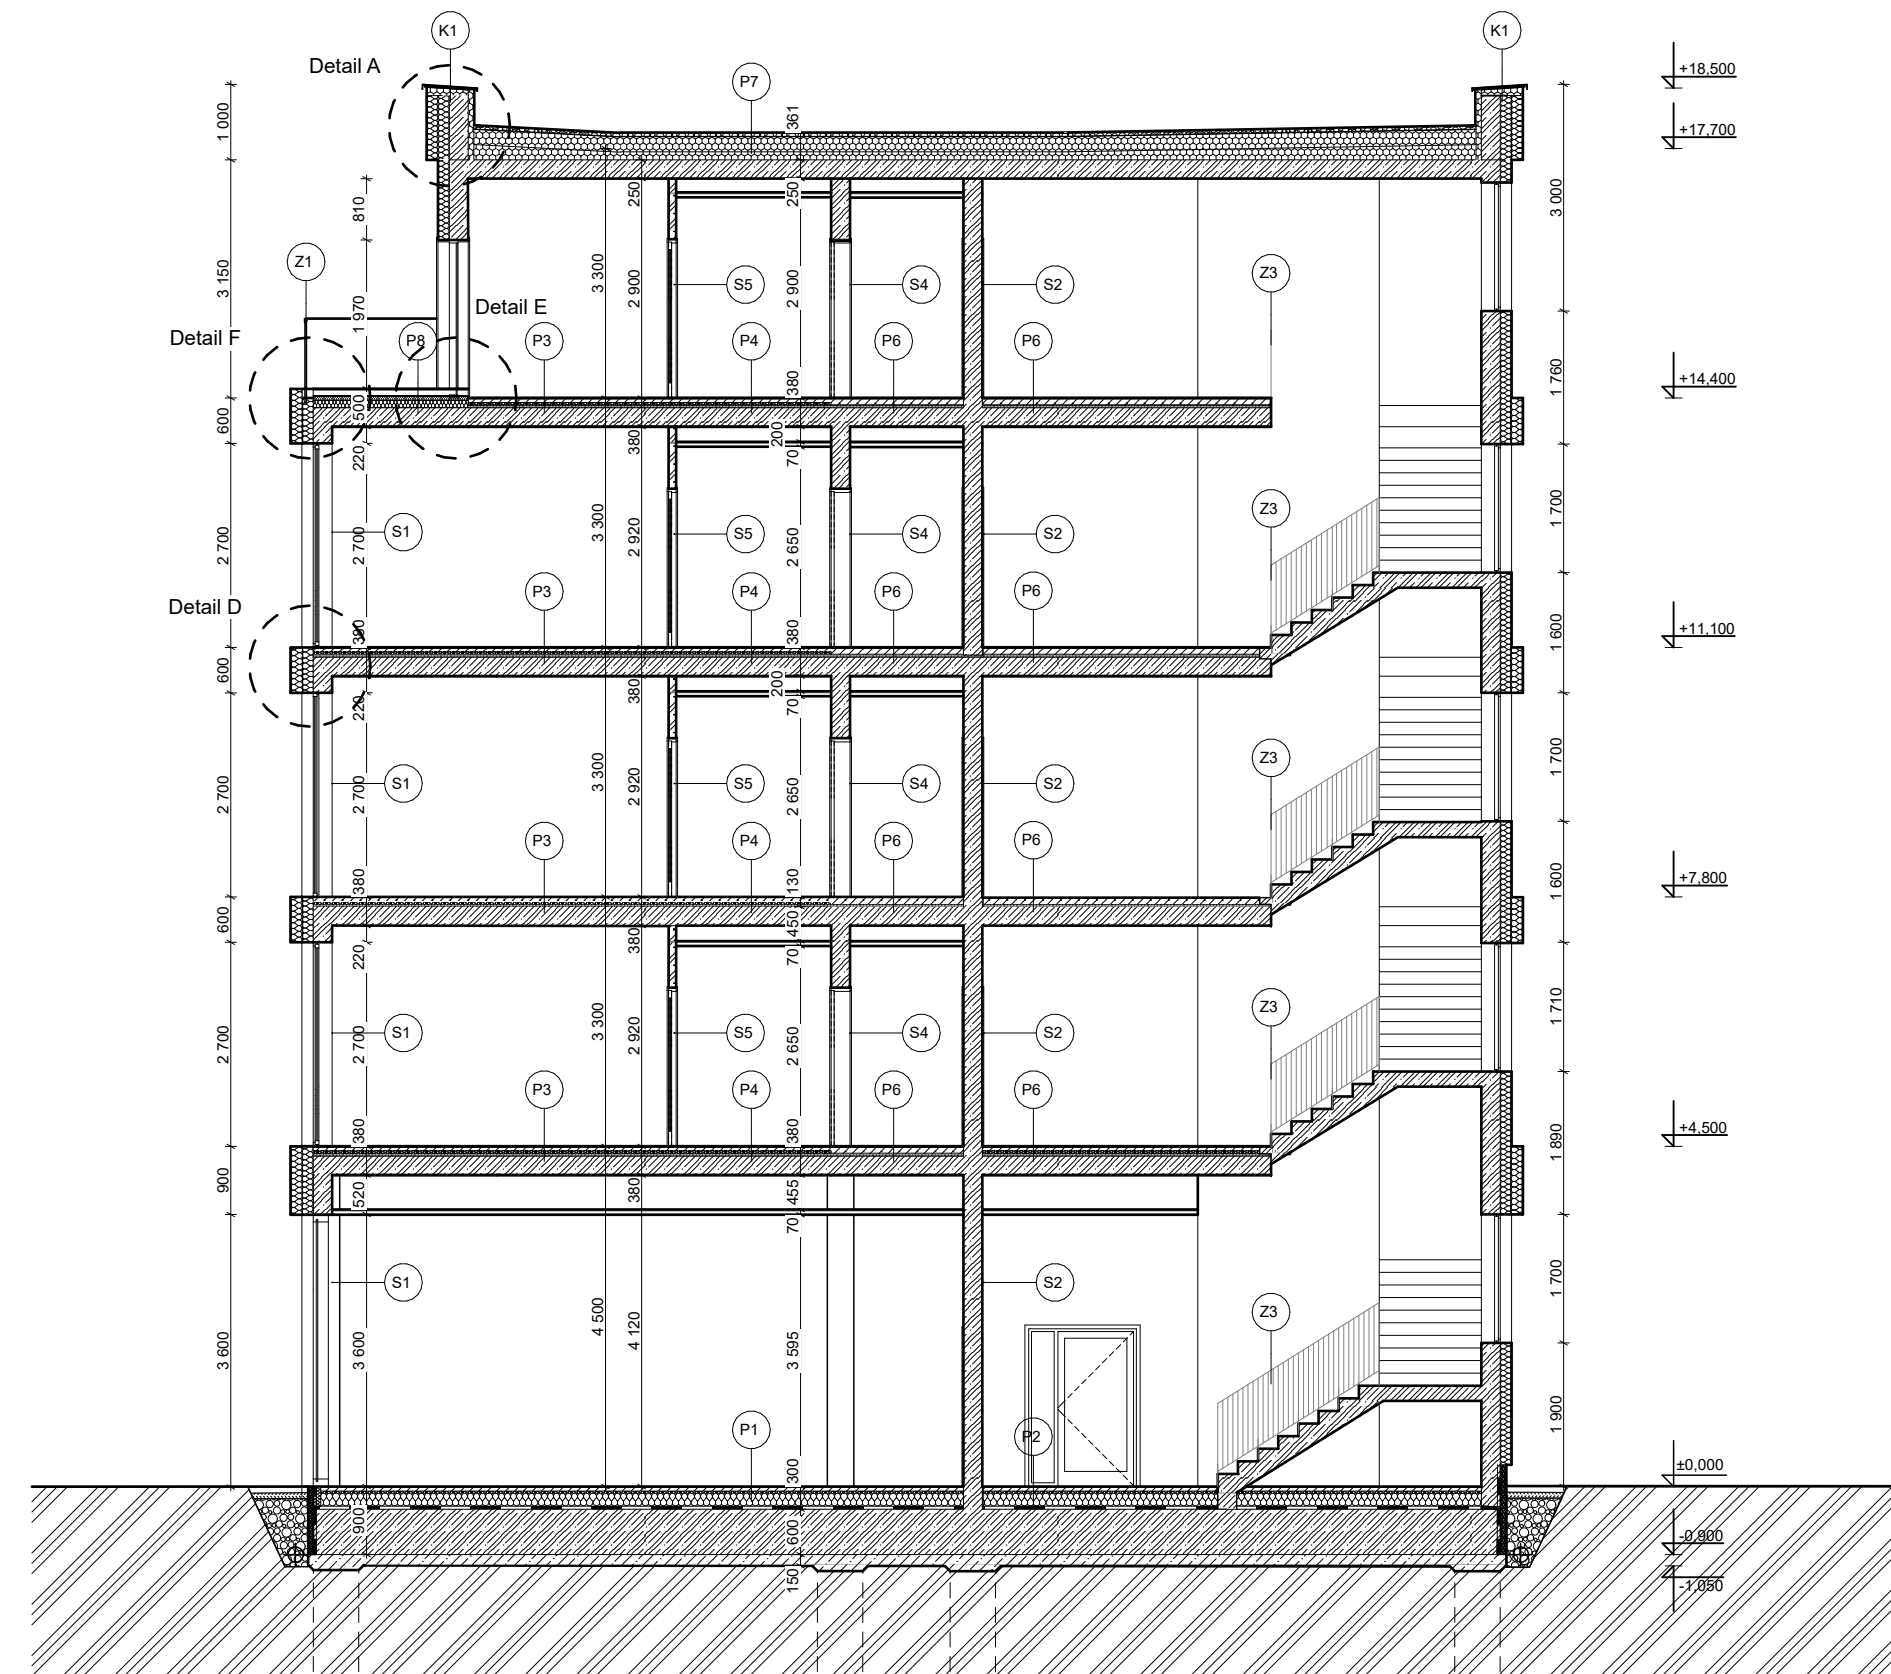 K1
K1
Detail A
P7
+18,500
1 000
361
+17,700
250
250
3 000
810
Z1
3 150
3 300
2 900
S5
2 900
S4
S2
Z3
1 970
Detail E
Detail F
P8
P3
P4
P6
P6
+14,400
1 760
380
600
500
220
380
200
70
S1
2 700
2 700
3 300
2 920
S5
2 650
S4
S2
Z3
1 700
P3
P4
P6
P6
Detail D
380
380
1 600
+11,100
600
220
380
200
70
S1
2 700
2 700
3 300
2 920
S5
2 650
S4
S2
Z3
1 700
P3
P4
P6
P6
380
130
1 600
+7,800
600
220
380
450
70
S1
2 700
2 700
3 300
2 920
S5
2 650
S4
S2
Z3
1 710
P3
P4
P6
P6
380
380
1 890
+4,500
900
520
380
455
70
S1
S2
1 700
Z3
4 500
4 120
3 600
3 600
3 595
P1
P2
1 900
300
±0,000
900
600
-0,900
150
-1,050